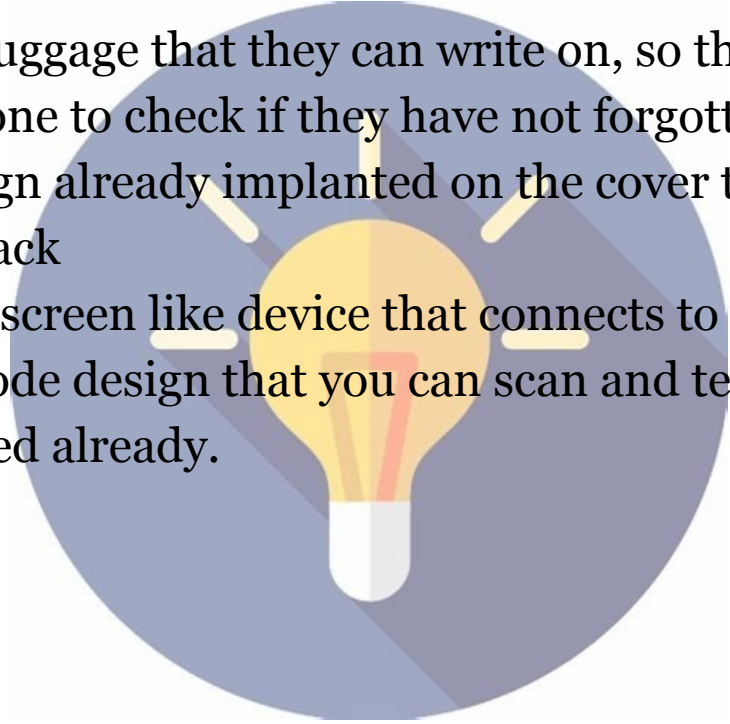 uggage that they can write on, so th
one to check if they have not forgott
gn already implanted on the cover t
ack
screen like device that connects to
ode design that you can scan and te
ed already.